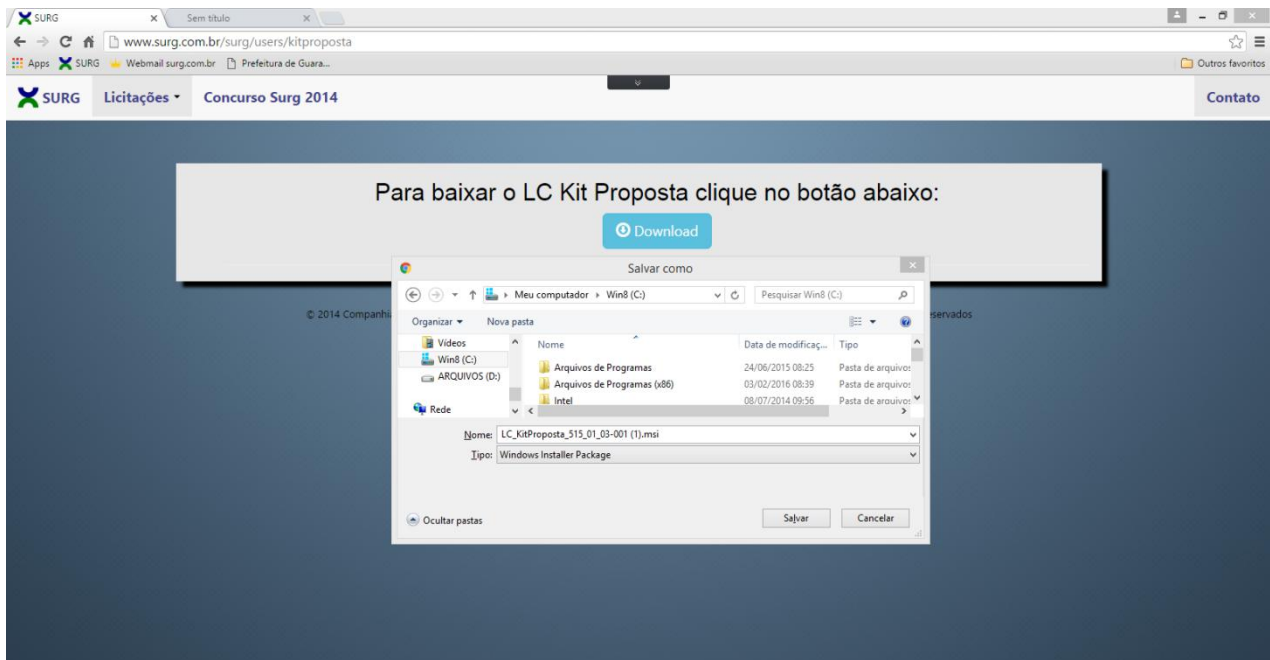 SURG
Sem título
www.surg.com.br/surg/users/kitproposta
Apps SURG Webmail surg.com.br Prefeitura de Guara... Outros favoritos
SURG Licitações Concurso Surg 2014 Contato
Para baixar o LC Kit Proposta clique no botão abaixo:
Download
Salvar como
Meu computador Win8 (C:) Pesquisar Win8 (C:)
© 2014 Companhi
servados
Organizar Nova pasta
Vídeos
Win8 (C:)
ARQUIVOS (D:)
Rede
Nome Data de modificaç... Tipo
Arquivos de Programas 24/06/2015 08:25 Pasta de arquivos
Arquivos de Programas (x86) 03/02/2016 08:39 Pasta de arquivos
Intel 08/07/2014 09:56 Pasta de arquivos
Nome: LC_KitProposta_515_01_03-001 (1).msi
Tipo: Windows Installer Package
Ocultar pastas Salvar Cancelar